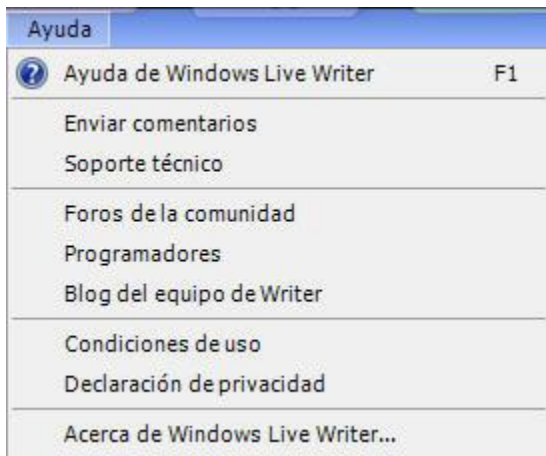 Ayuda
Ayuda de Windows Live Writer F1
Enviar comentarios
Soporte técnico
Foros de la comunidad
Programadores
Blog del equipo de Writer
Condiciones de uso
Declaración de privacidad
Acerca de Windows Live Writer...